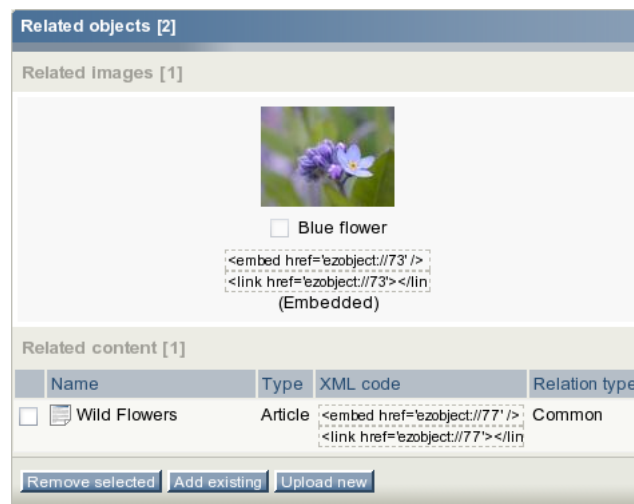 Related objects [2]
Related images [1]
Blue flower
<embed href='ezobject://73' />
<link href='ezobject://73'></lin
(Embedded)
Related content [1]
Name Type XML code Relation type
Wild Flowers Article <embed href='ezobject://77' /> Common
<link href='ezobject://77'></lin
Remove selected Add existing Upload new